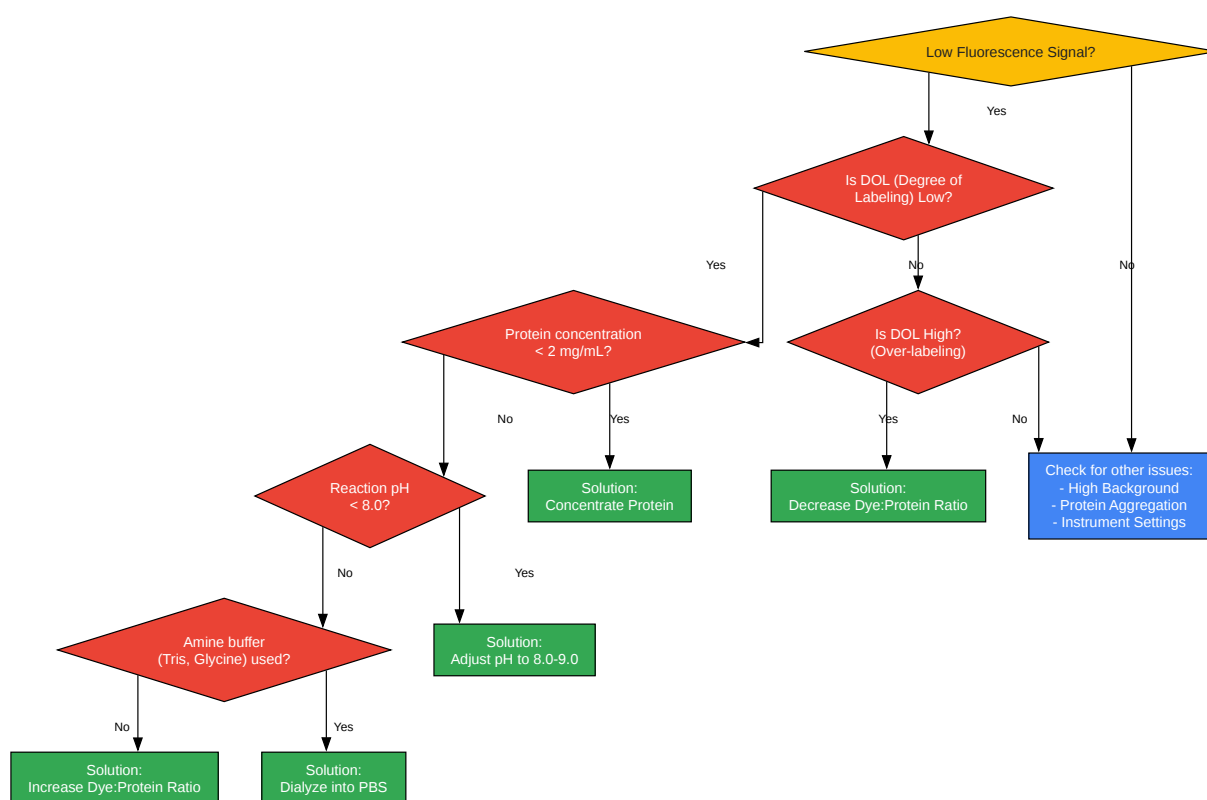 Low Fluorescence Signal?
Yes
Is DOL (Degree of
Labeling) Low?
Yes
No
No
Protein concentration
< 2 mg/mL?
Is DOL High?
(Over-labeling)
No
Yes
Yes
No
Reaction pH
< 8.0?
Solution:
Concentrate Protein
Solution:
Decrease Dye:Protein Ratio
Check for other issues:
- High Background
- Protein Aggregation
- Instrument Settings
No
Yes
Amine buffer
(Tris, Glycine) used?
Solution:
Adjust pH to 8.0-9.0
No
Yes
Solution:
Increase Dye:Protein Ratio
Solution:
Dialyze into PBS